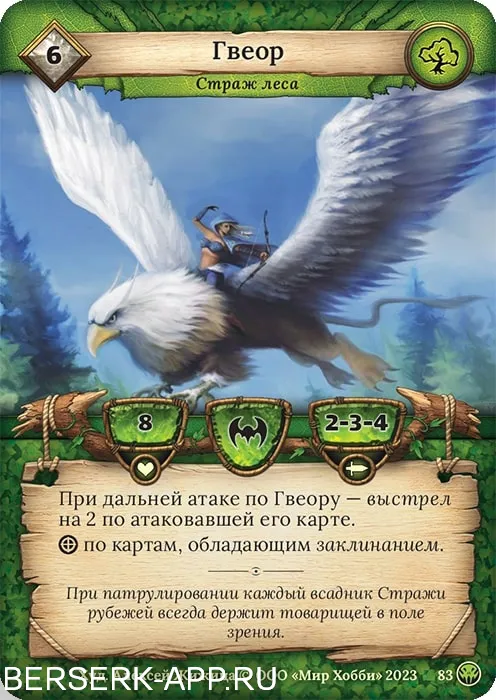 6
Гвеор
Страж леса
8
2-3-4
При дальней атаке по Гвеору — выстрел
на 2 по атаковавшей его карте.
по картам, обладающим заклинанием.
При патрулировании каждый всадник Стражи
рубежей всегда держит товарищей в поле
зрения.
ООО «Мир Хобби» 2023 83
BERSERK-APP.RU